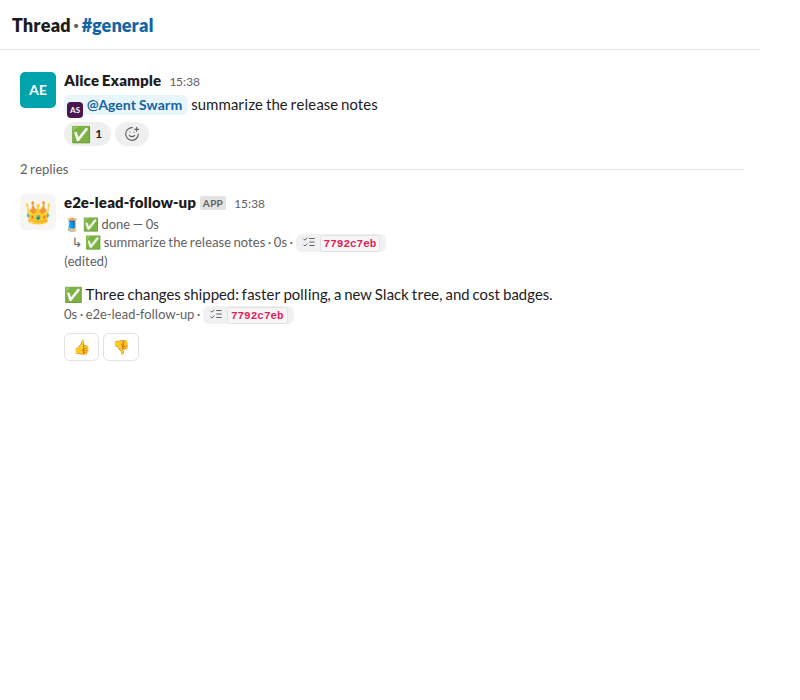 Thread · #general
AE
Alice Example 15:38
AS @Agent Swarm summarize the release notes
✅ 1
2 replies
e2e-lead-follow-up APP 15:38
🧵 ✅ done — 0s
↳ ✅ summarize the release notes · 0s · 7792c7eb
(edited)
✅ Three changes shipped: faster polling, a new Slack tree, and cost badges.
0s · e2e-lead-follow-up · 7792c7eb
👍 👎